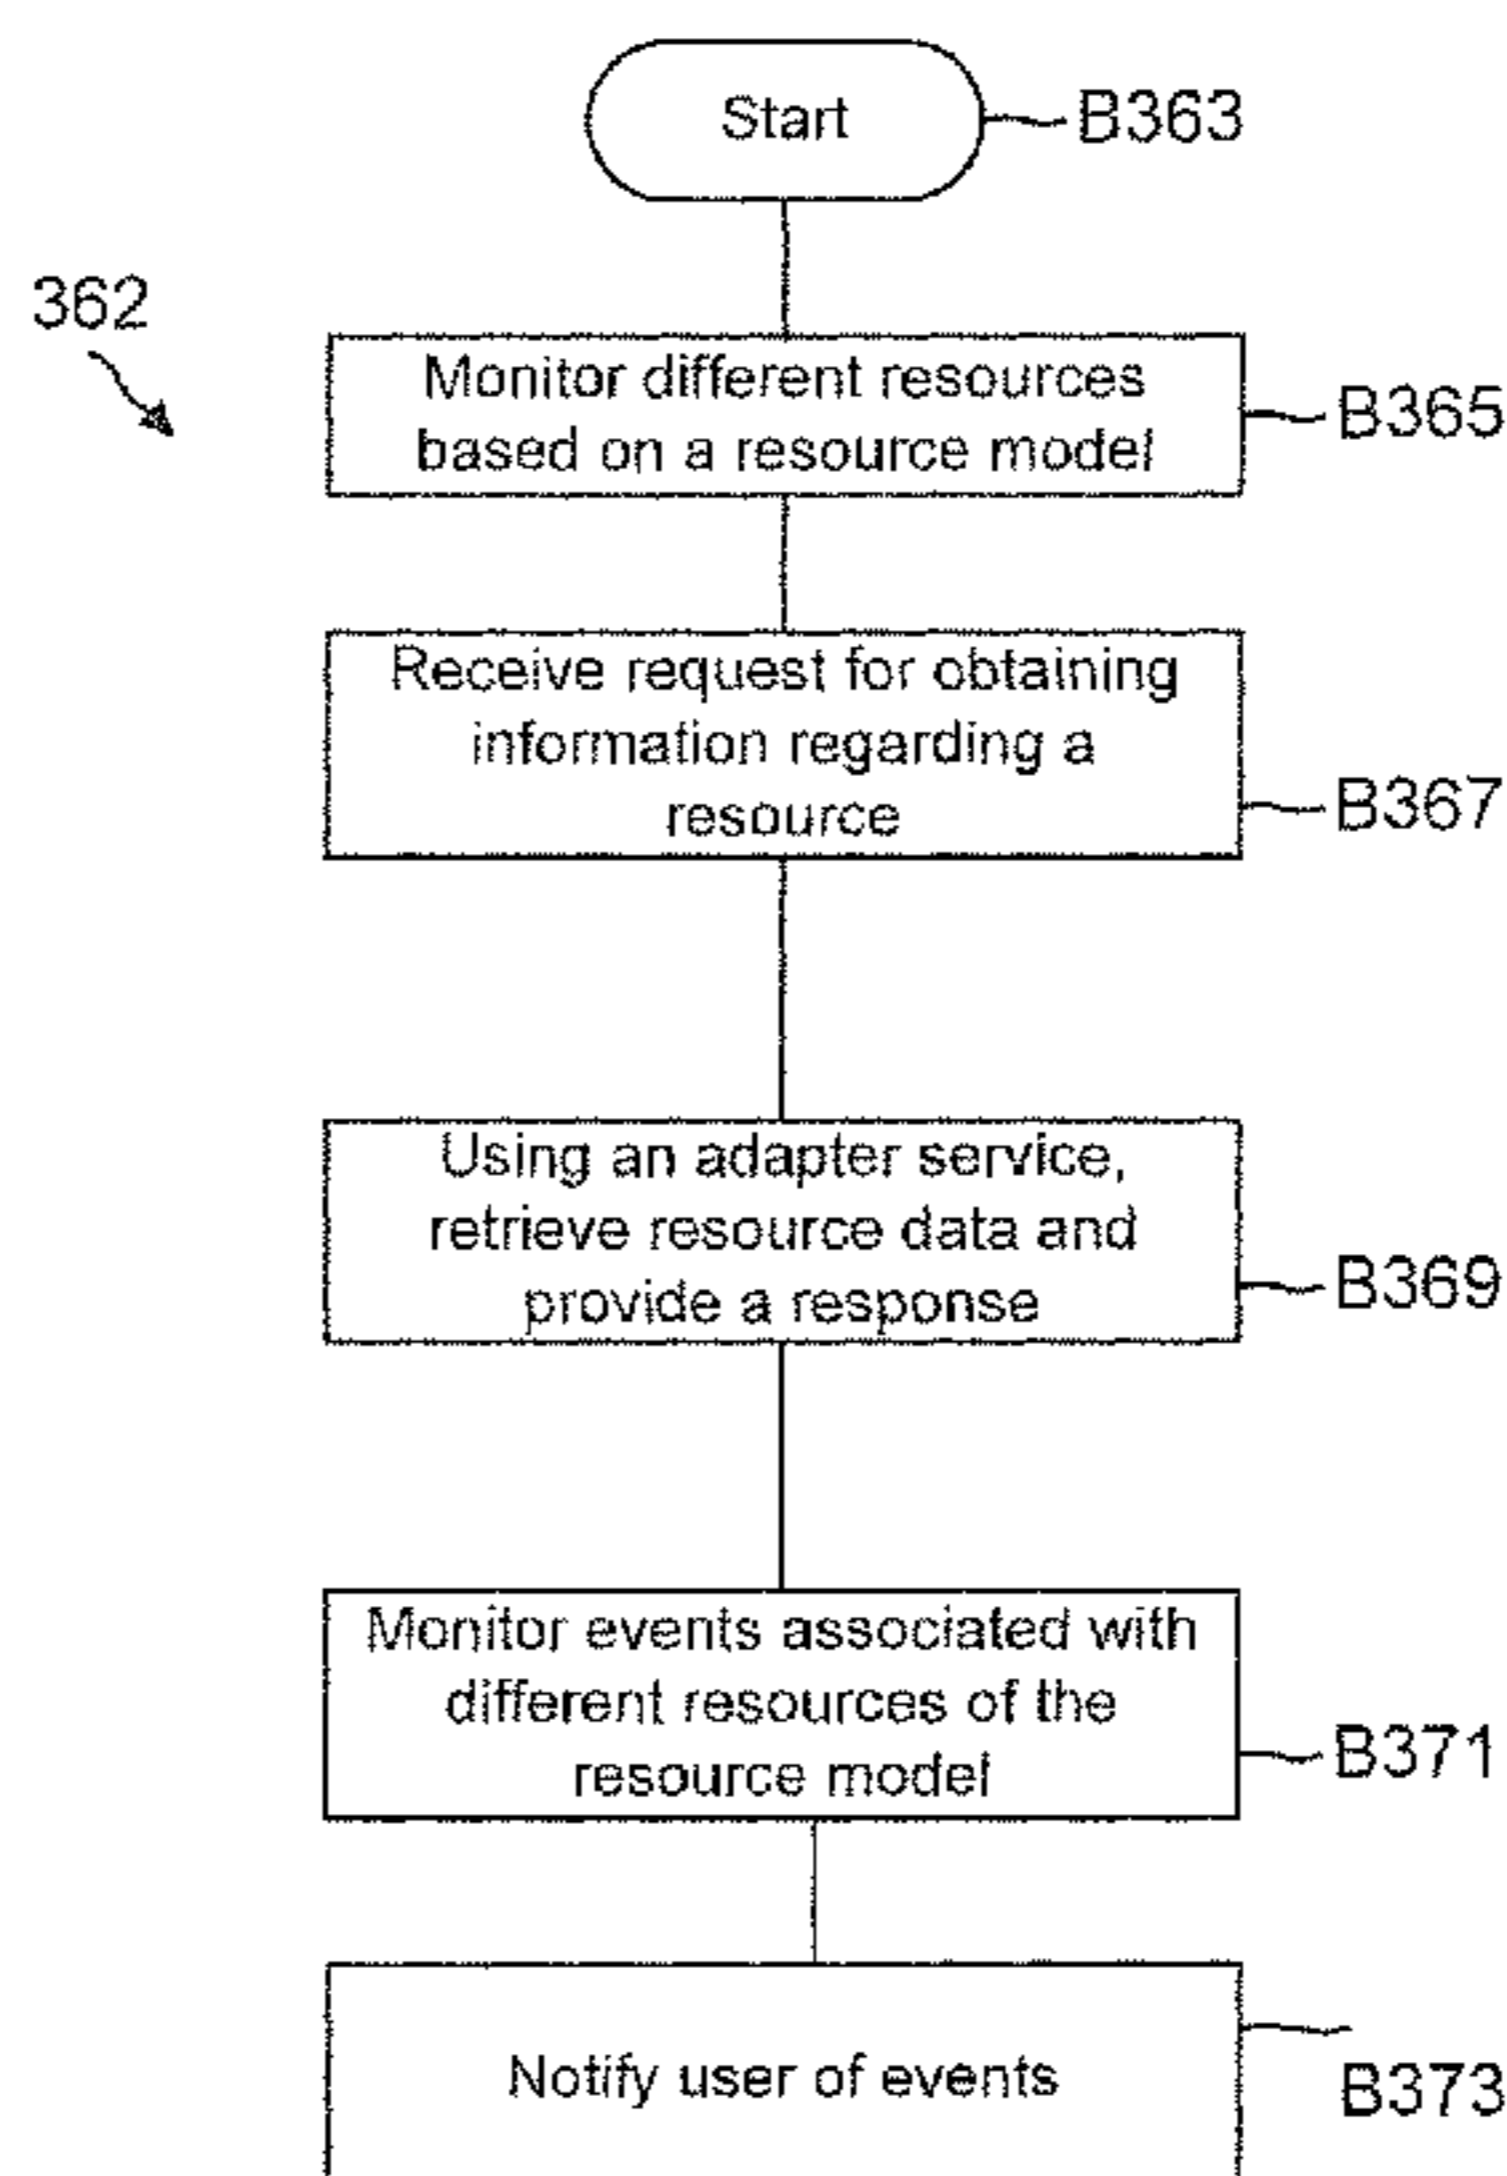 Start
B363
362
Monitor different resources
based on a resource model
B365
Receive request for obtaining
information regarding a
resource
B367
Using an adapter service,
retrieve resource data and
provide a response
B369
Monitor events associated with
different resources of the
resource model
B371
Notify user of events
B373